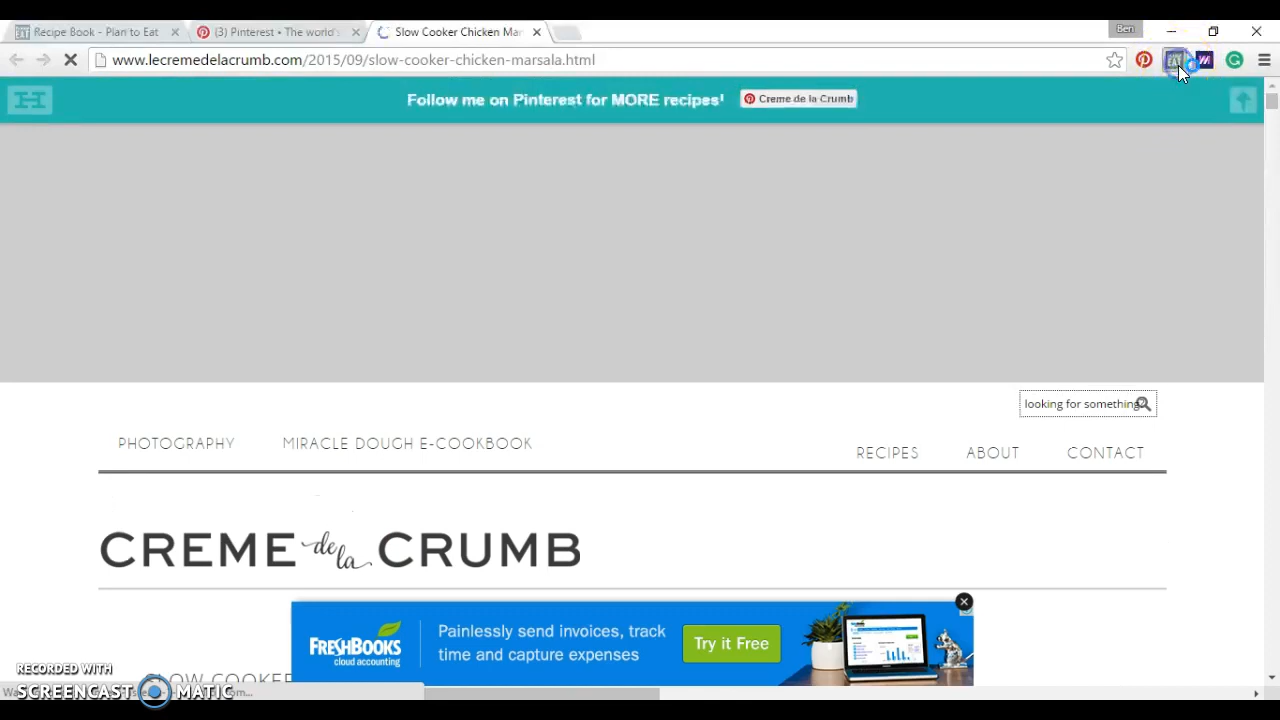 Recipe Book - Plan to Eat
(3) Pinterest • The world's
Slow Cooker Chicken Mar
Ben
www.lecremedelacrumb.com/2015/09/slow-cooker-chicken-marsala.html
EAT
Follow me on Pinterest for MORE recipes!
Creme de la Crumb
looking for something?
PHOTOGRAPHY
MIRACLE DOUGH E-COOKBOOK
RECIPES
ABOUT
CONTACT
CREME de la CRUMB
FRESHBOOKS
cloud accounting
Painlessly send invoices, track
time and capture expenses
Try it Free
SLOW COOKER
RECORDED WITH
SCREENCAST MATIC